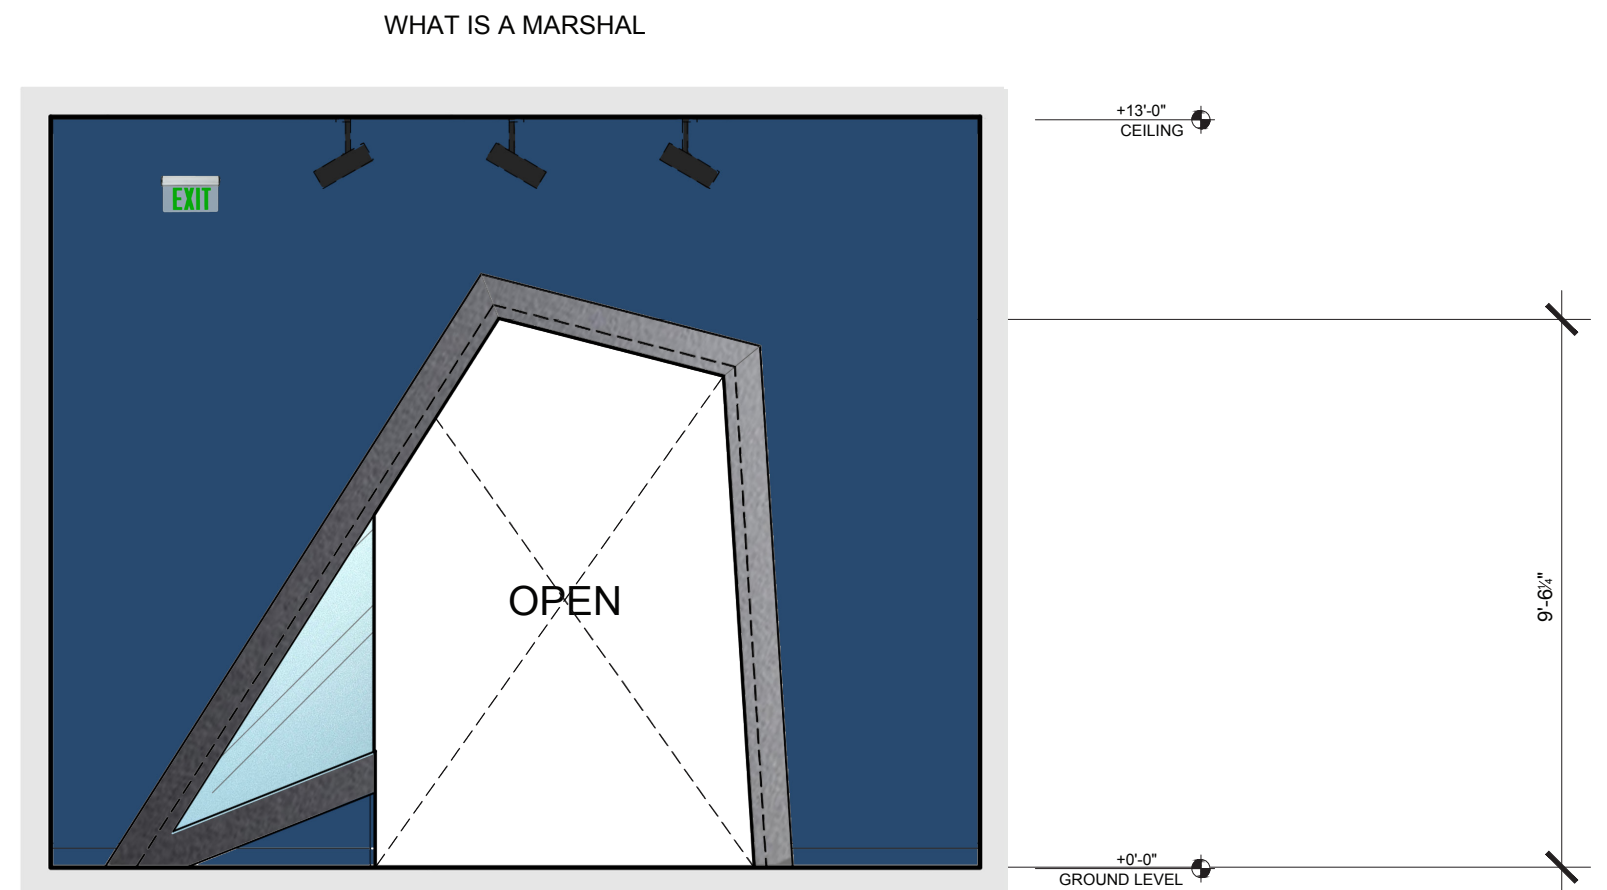 WHAT IS A MARSHAL
+13'-0"
CEILING
EXIT
OPEN
9'-6¼"
+0'-0"
GROUND LEVEL